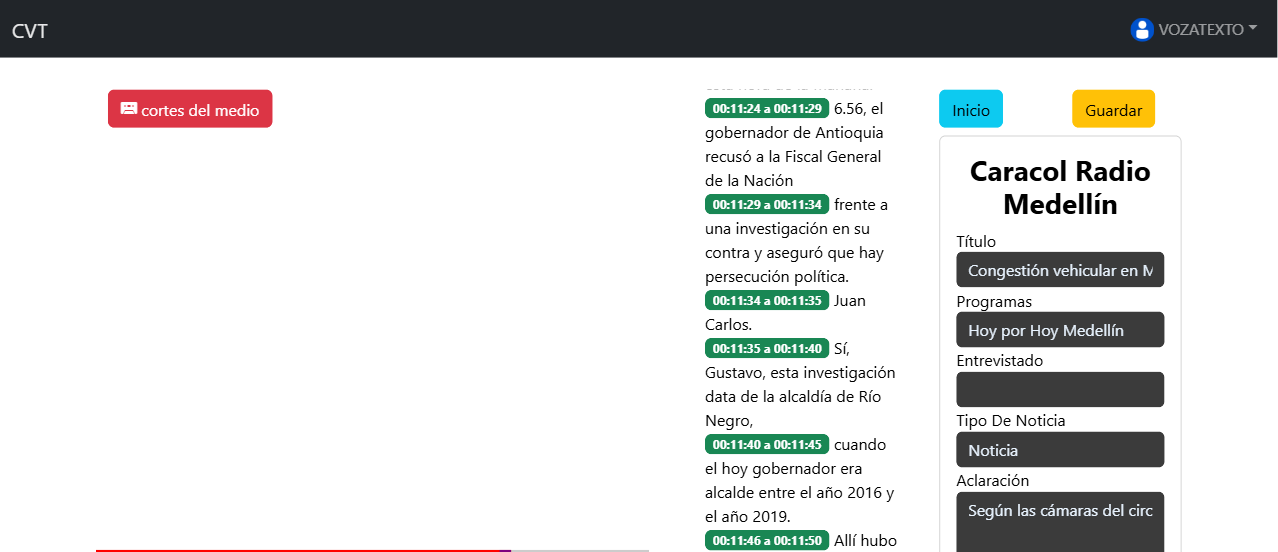 CVT
VOZATEXTO
cortes del medio
00:11:24 a 00:11:29 6.56, el
gobernador de Antioquia
recusó a la Fiscal General
de la Nación
00:11:29 a 00:11:34 frente a
una investigación en su
contra y aseguró que hay
persecución política.
00:11:34 a 00:11:35 Juan
Carlos.
00:11:35 a 00:11:40 Sí,
Gustavo, esta investigación
data de la alcaldía de Río
Negro,
00:11:40 a 00:11:45 cuando
el hoy gobernador era
alcalde entre el año 2016 y
el año 2019.
00:11:46 a 00:11:50 Allí hubo
Inicio
Guardar
Caracol Radio
Medellín
Título
Congestión vehicular en M
Programas
Hoy por Hoy Medellín
Entrevistado
Tipo De Noticia
Noticia
Aclaración
Según las cámaras del circ